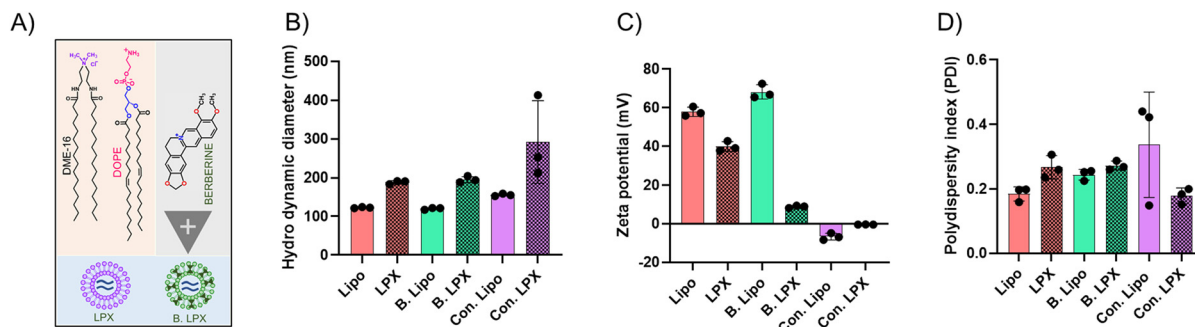 A)
H₃C CH₃
N⁺
Cl⁻
NH HN
O O
DME-16
⁺NH₃
O
O P O⁻
O
O
O
O
O
DOPE
CH₃
CH₃
O
O
N⁺
O
O
BERBERINE
+
LPX
B. LPX
B)
Hydro dynamic diameter (nm)
500
400
300
200
100
0
Lipo
LPX
B. Lipo
B. LPX
Con. Lipo
Con. LPX
C)
Zeta potential (mV)
80
60
40
20
0
-20
Lipo
LPX
B. Lipo
B. LPX
Con. Lipo
Con. LPX
D)
Polydispersity index (PDI)
0.6
0.4
0.2
0.0
Lipo
LPX
B. Lipo
B. LPX
Con. Lipo
Con. LPX